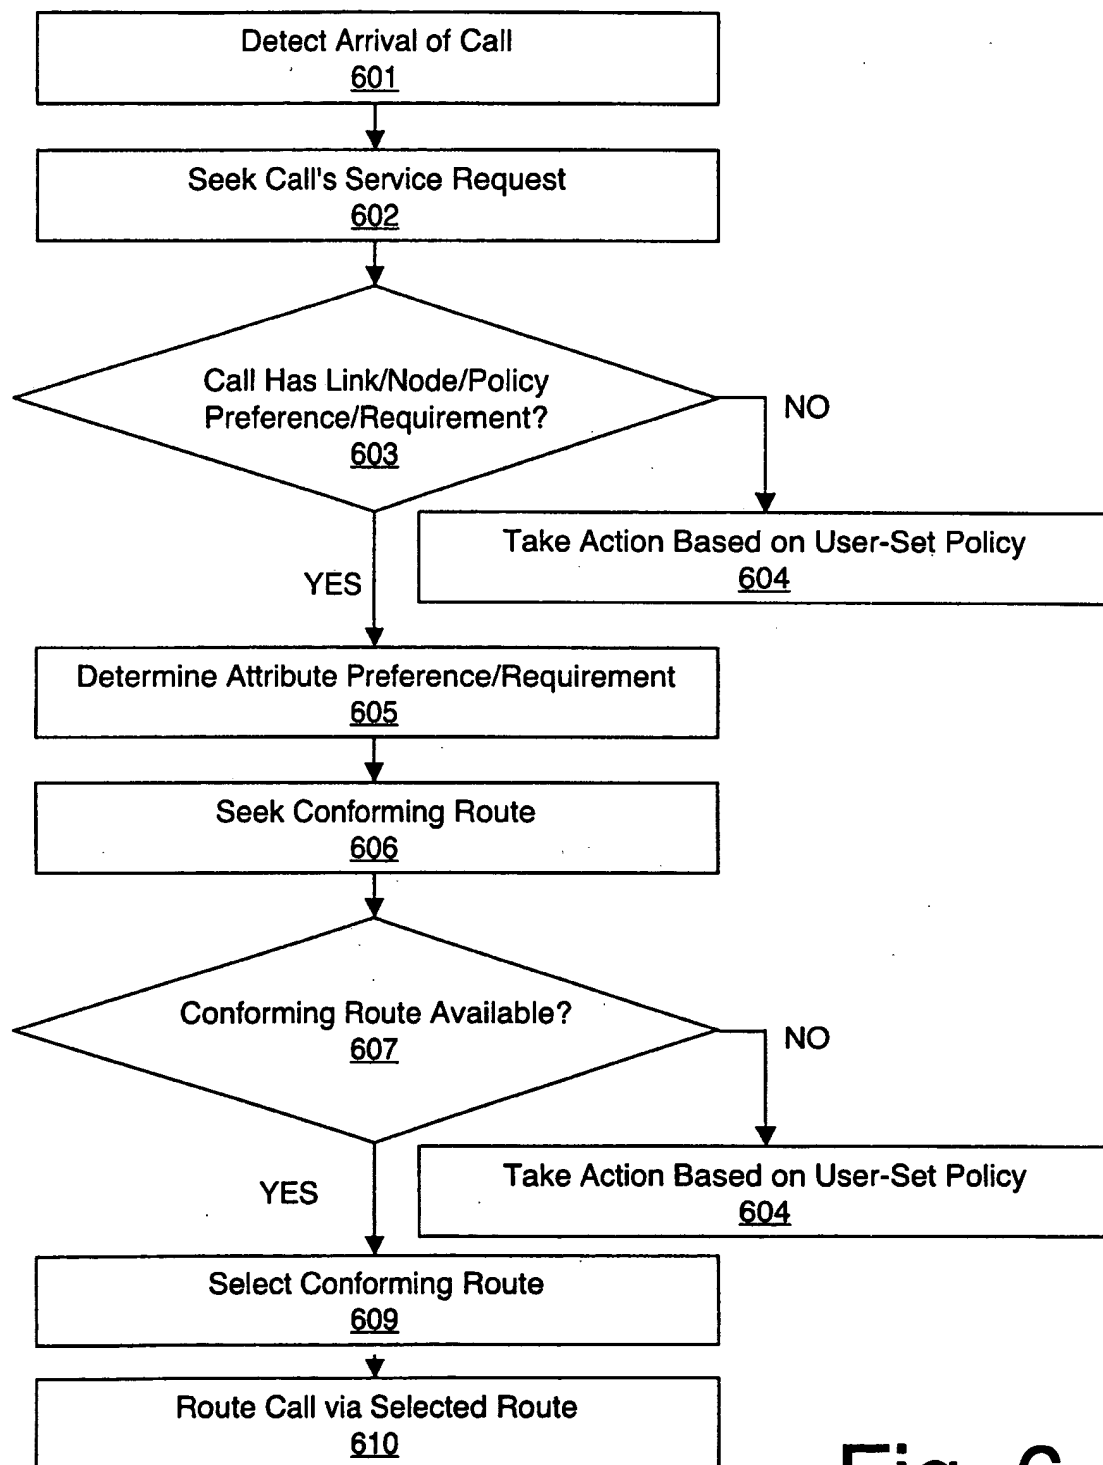 Detect Arrival of Call
601
Seek Call's Service Request
602
Call Has Link/Node/Policy
Preference/Requirement?
603
NO
Take Action Based on User-Set Policy
604
YES
Determine Attribute Preference/Requirement
605
Seek Conforming Route
606
Conforming Route Available?
607
NO
Take Action Based on User-Set Policy
604
YES
Select Conforming Route
609
Route Call via Selected Route
610
Fig. 6